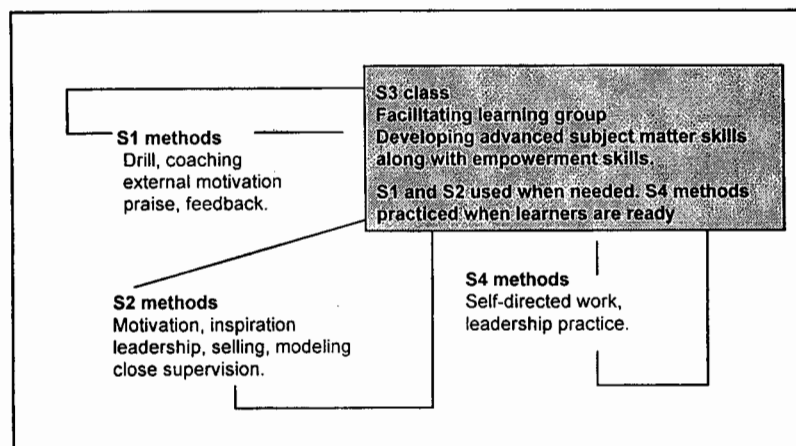 S3 class
Facilitating learning group
Developing advanced subject matter skills
along with empowerment skills.
S1 and S2 used when needed. S4 methods
practiced when learners are ready
S1 methods
Drill, coaching
external motivation
praise, feedback.
S2 methods
Motivation, inspiration
leadership, selling, modeling
close supervision.
S4 methods
Self-directed work,
leadership practice.